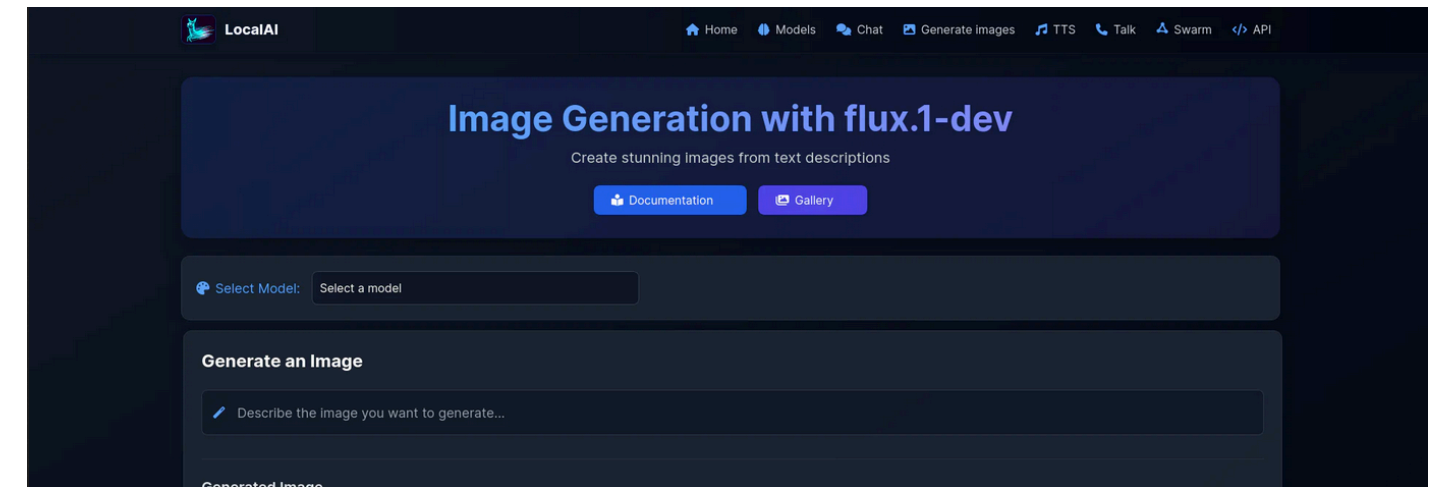 LocalAI Home Models Chat Generate images TTS Talk Swarm API
Image Generation with flux.1-dev
Create stunning images from text descriptions
Documentation Gallery
Select Model: Select a model
Generate an Image
Describe the image you want to generate...
Generated Image